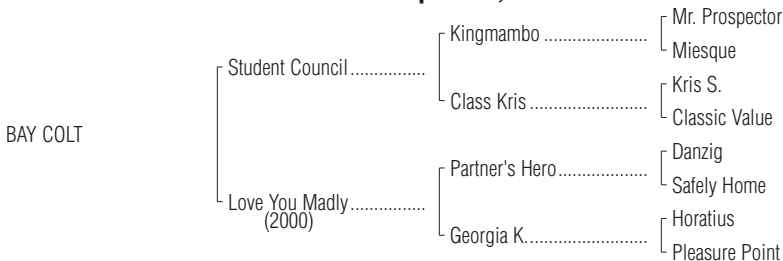 Kingmambo
Mr. Prospector
Miesque
Student Council
Class Kris
Kris S.
Classic Value
BAY COLT
Partner's Hero
Danzig
Safely Home
Love You Madly
(2000)
Georgia K.
Horatius
Pleasure Point